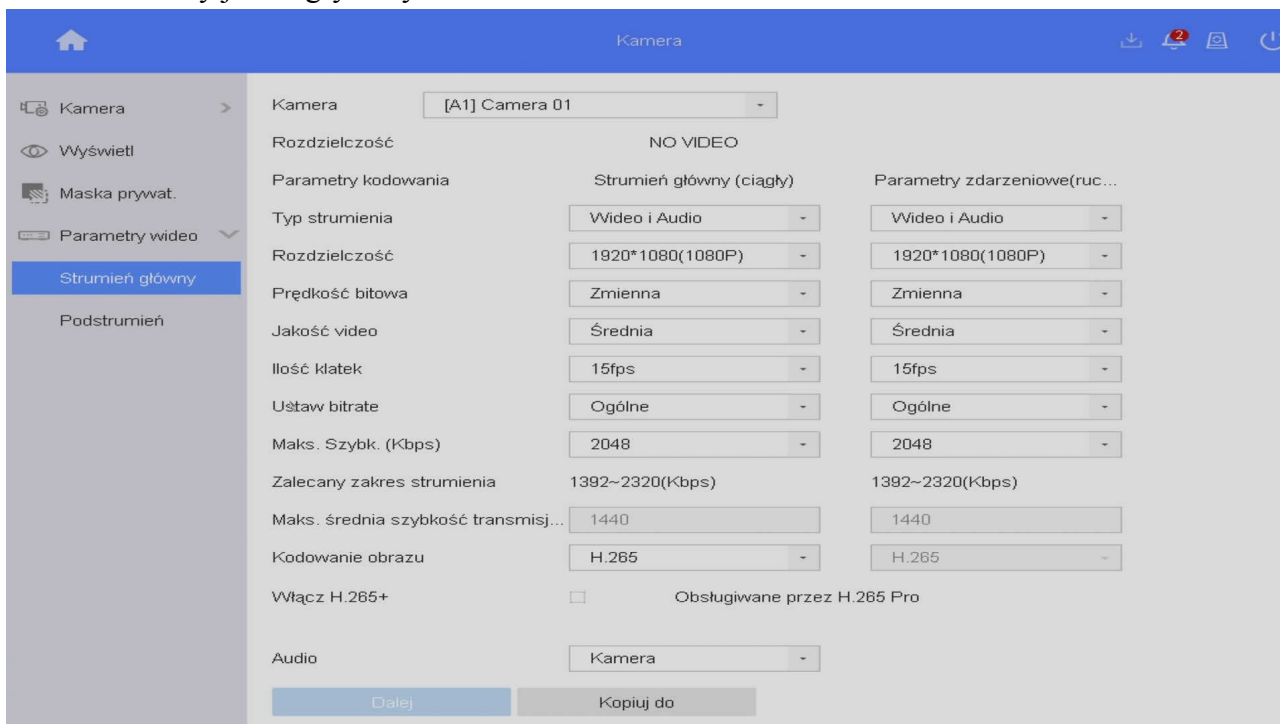 Kamera
2
Kamera >
Wyświetl
Maska prywat.
Parametry wideo
Strumień główny
Podstrumień
Kamera [A1] Camera 01
Rozdzielczość NO VIDEO
Parametry kodowania Strumień główny (ciągły) Parametry zdarzeniowe(ruc...
Typ strumienia Wideo i Audio Wideo i Audio
Rozdzielczość 1920*1080(1080P) 1920*1080(1080P)
Prędkość bitowa Zmienna Zmienna
Jakość video Średnia Średnia
Ilość klatek 15fps 15fps
Ustaw bitrate Ogólne Ogólne
Maks. Szybk. (Kbps) 2048 2048
Zalecany zakres strumienia 1392~2320(Kbps) 1392~2320(Kbps)
Maks. średnia szybkość transmisj... 1440 1440
Kodowanie obrazu H.265 H.265
Włącz H.265+ Obsługiwane przez H.265 Pro
Audio Kamera
Dalej Kopiuj do